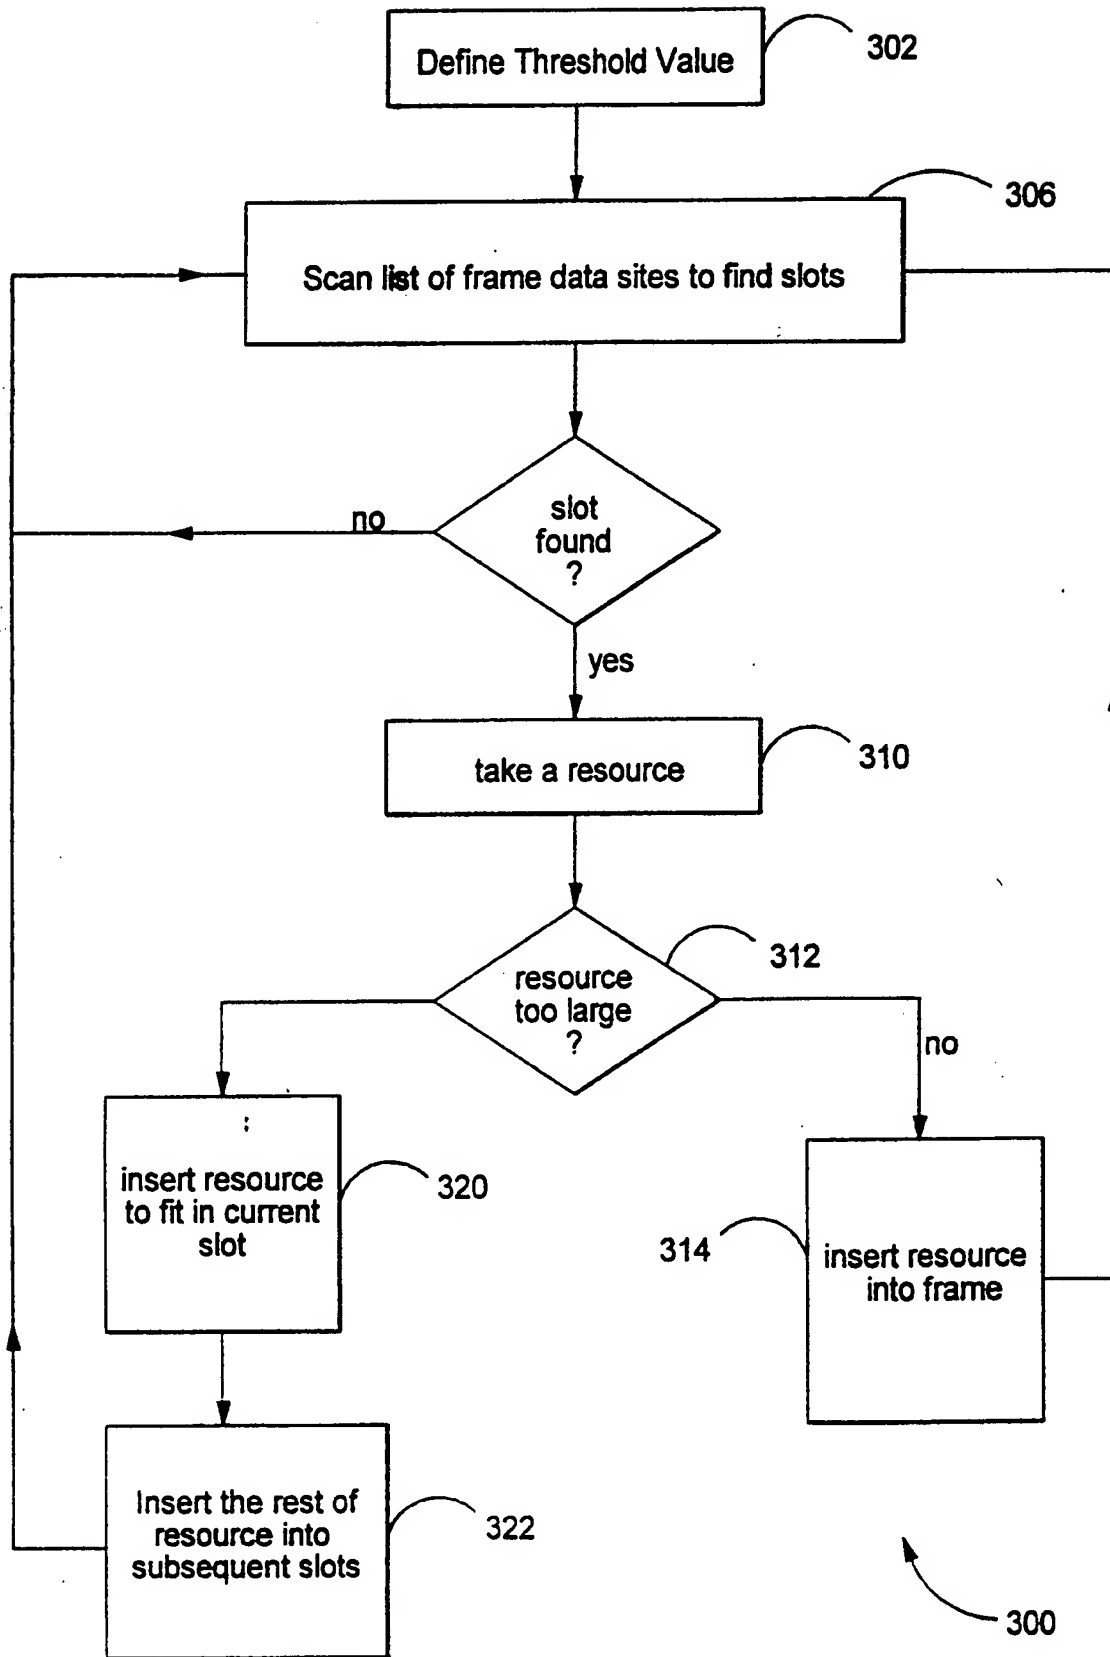 Define Threshold Value
302
306
Scan list of frame data sites to find slots
slot
found
?
no
yes
take a resource
310
resource
too large
?
312
no
insert resource
to fit in current
slot
320
314
insert resource
into frame
Insert the rest of
resource into
subsequent slots
322
300